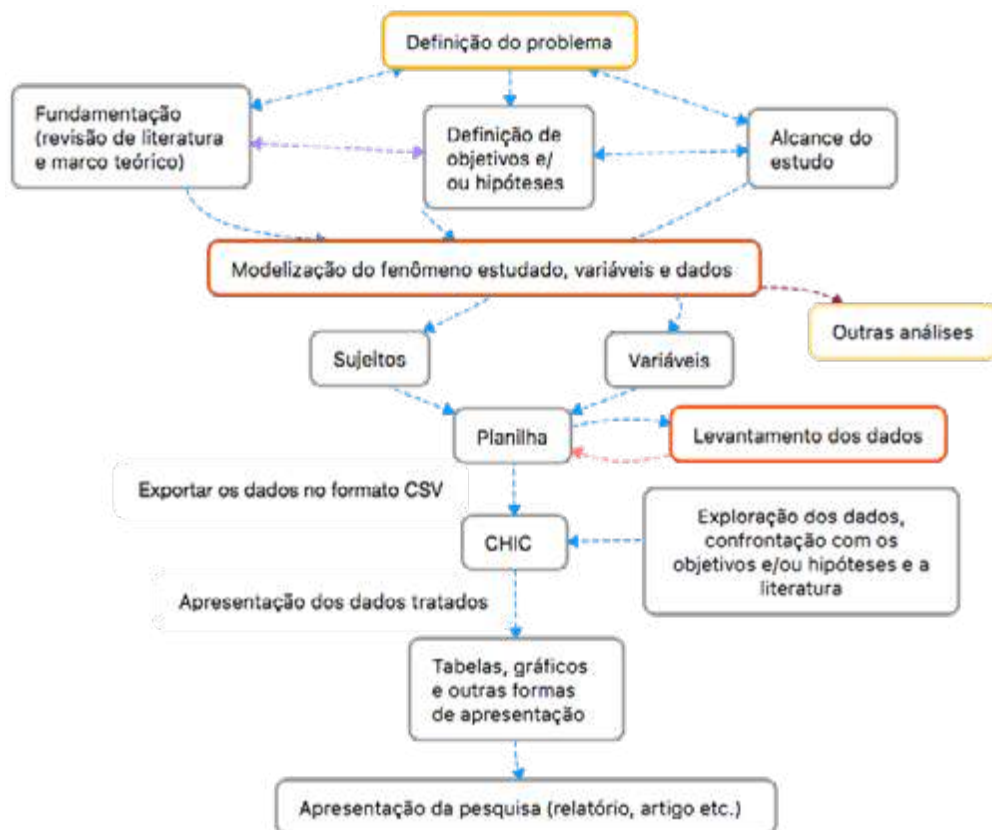 Definição do problema
Fundamentação
(revisão de literatura
e marco teórico)
Definição de
objetivos e/
ou hipóteses
Alcance do
estudo
Modelização do fenômeno estudado, variáveis e dados
Outras análises
Sujeitos
Variáveis
Planilha
Levantamento dos dados
Exportar os dados no formato CSV
CHIC
Exploração dos dados,
confrontação com os
objetivos e/ou hipóteses e a
literatura
Apresentação dos dados tratados
Tabelas, gráficos
e outras formas
de apresentação
Apresentação da pesquisa (relatório, artigo etc.)